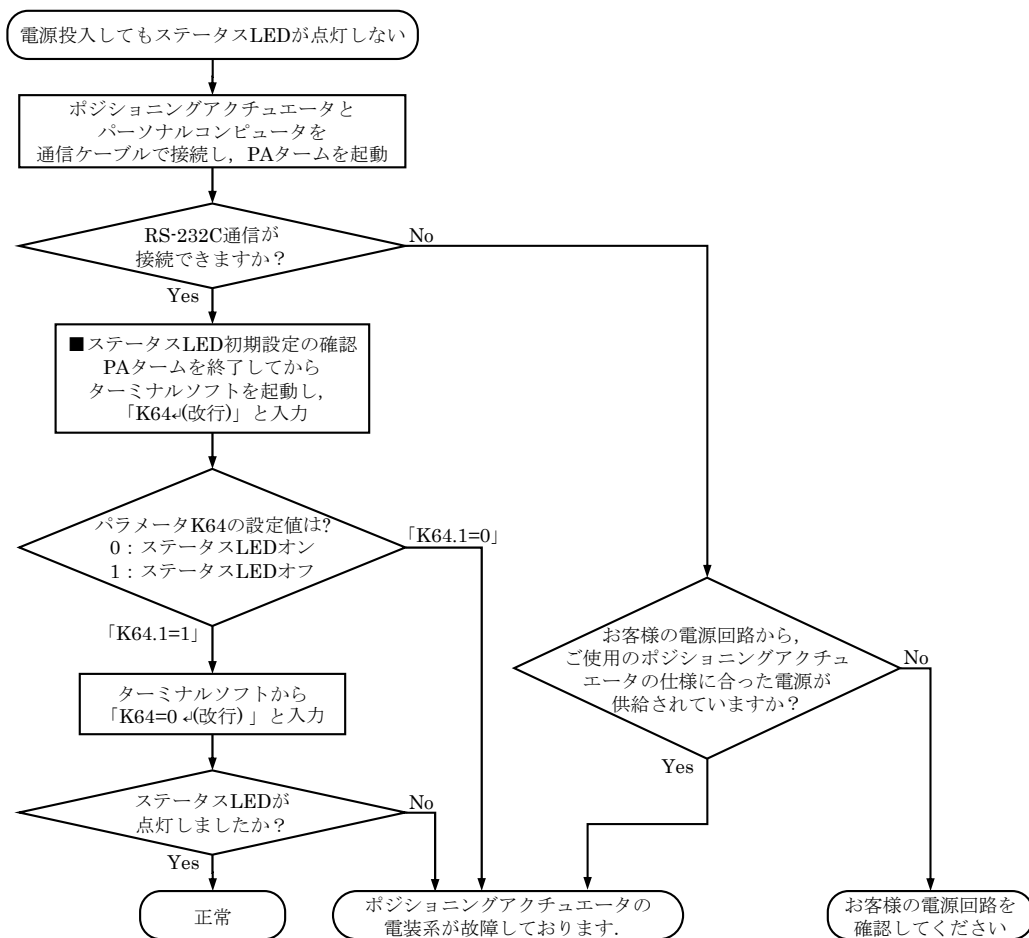 電源投入してもステータスLEDが点灯しない
ポジショニングアクチュエータと
パーソナルコンピュータを
通信ケーブルで接続し，PAタームを起動
RS-232C通信が
接続できますか？
No
Yes
■ステータスLED初期設定の確認
PAタームを終了してから
ターミナルソフトを起動し，
「K64↲(改行)」と入力
パラメータK64の設定値は?
0：ステータスLEDオン
1：ステータスLEDオフ
「K64.1=0」
「K64.1=1」
お客様の電源回路から，
ご使用のポジショニングアクチュ
エータの仕様に合った電源が
供給されていますか？
No
Yes
ターミナルソフトから
「K64=0 ↲(改行) 」と入力
ステータスLEDが
点灯しましたか？
No
Yes
正常
ポジショニングアクチュエータの
電装系が故障しております.
お客様の電源回路を
確認してください